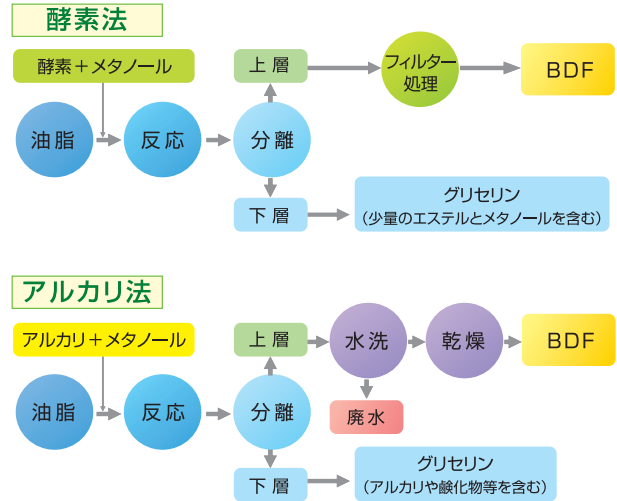 酵素法
酵素＋メタノール
油脂
反応
分離
上層
フィルター
処理
BDF
下層
グリセリン
（少量のエステルとメタノールを含む）
アルカリ法
アルカリ＋メタノール
油脂
反応
分離
上層
水洗
乾燥
BDF
廃水
下層
グリセリン
（アルカリや鹸化物等を含む）